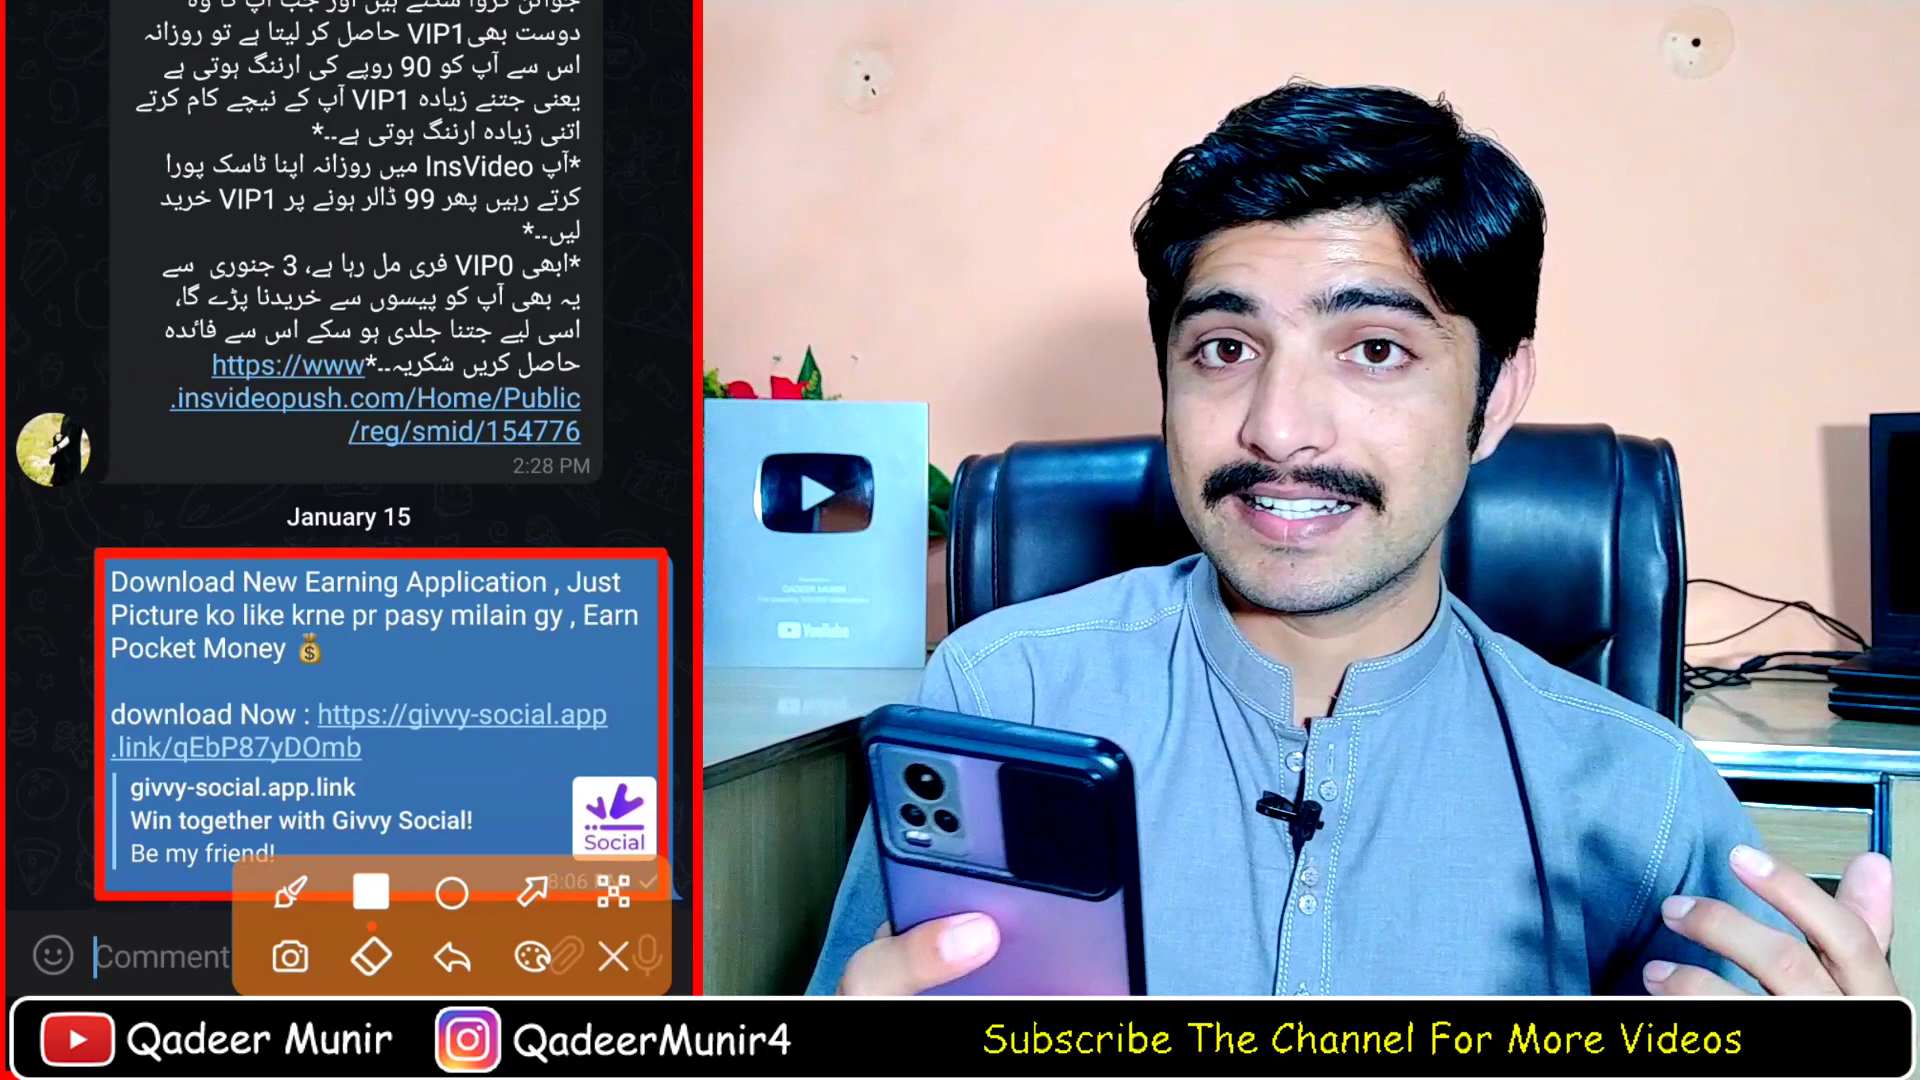 دوست بھی VIP1 حاصل کر لیتا ہے تو روزانہ
اس سے آپ کو 90 روپے کی ارننگ ہوتی ہے
یعنی جتنے زیادہ VIP1 آپ کے نیچے کام کرتے
اتنی زیادہ ارننگ ہوتی ہے۔۔*
*آپ InsVideo میں روزانہ اپنا ٹاسک پورا
کرتے رہیں پھر 99 ڈالر ہونے پر VIP1 خرید
لیں۔۔*
*ابھی VIP0 فری مل رہا ہے، 3 جنوری سے
یہ بھی آپ کو پیسوں سے خریدنا پڑے گا،
اسی لیے جتنا جلدی ہو سکے اس سے فائدہ
حاصل کریں شکریہ۔۔*https://www
.insvideopush.com/Home/Public
/reg/smid/154776
2:28 PM
January 15
Download New Earning Application , Just
Picture ko like krne pr pasy milain gy , Earn
Pocket Money 💰
download Now : https://givvy-social.app
.link/qEbP87yDOmb
givvy-social.app.link
Win together with Givvy Social!
Be my friend!
Social
8:06
Comment
QADEER MUNIR
YouTube
Qadeer Munir
QadeerMunir4
Subscribe The Channel For More Videos